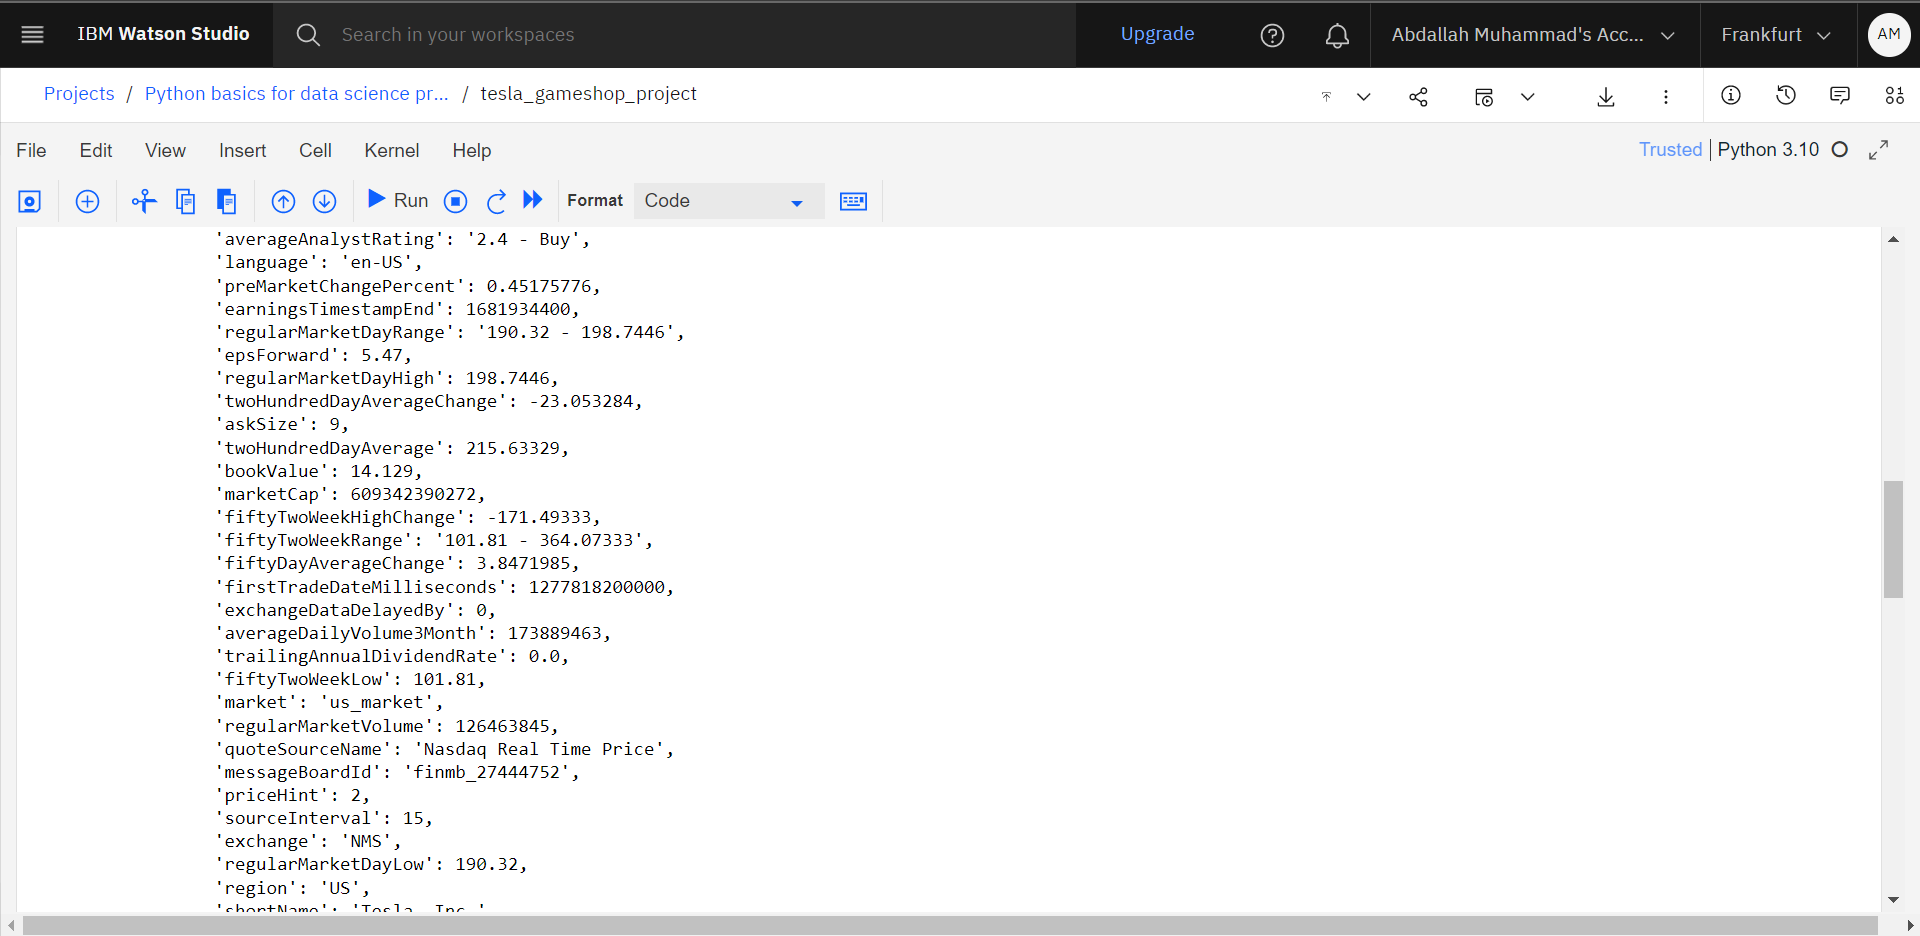 IBM Watson Studio
Search in your workspaces
Upgrade
Abdallah Muhammad's Acc...
Frankfurt
AM
Projects / Python basics for data science pr... / tesla_gameshop_project
File Edit View Insert Cell Kernel Help
Trusted | Python 3.10
Run
Format
Code
'averageAnalystRating': '2.4 - Buy',
'language': 'en-US',
'preMarketChangePercent': 0.45175776,
'earningsTimestampEnd': 1681934400,
'regularMarketDayRange': '190.32 - 198.7446',
'epsForward': 5.47,
'regularMarketDayHigh': 198.7446,
'twoHundredDayAverageChange': -23.053284,
'askSize': 9,
'twoHundredDayAverage': 215.63329,
'bookValue': 14.129,
'marketCap': 609342390272,
'fiftyTwoWeekHighChange': -171.49333,
'fiftyTwoWeekRange': '101.81 - 364.07333',
'fiftyDayAverageChange': 3.8471985,
'firstTradeDateMilliseconds': 1277818200000,
'exchangeDataDelayedBy': 0,
'averageDailyVolume3Month': 173889463,
'trailingAnnualDividendRate': 0.0,
'fiftyTwoWeekLow': 101.81,
'market': 'us_market',
'regularMarketVolume': 126463845,
'quoteSourceName': 'Nasdaq Real Time Price',
'messageBoardId': 'finmb_27444752',
'priceHint': 2,
'sourceInterval': 15,
'exchange': 'NMS',
'regularMarketDayLow': 190.32,
'region': 'US',
'shortName': 'Tesla, Inc.'